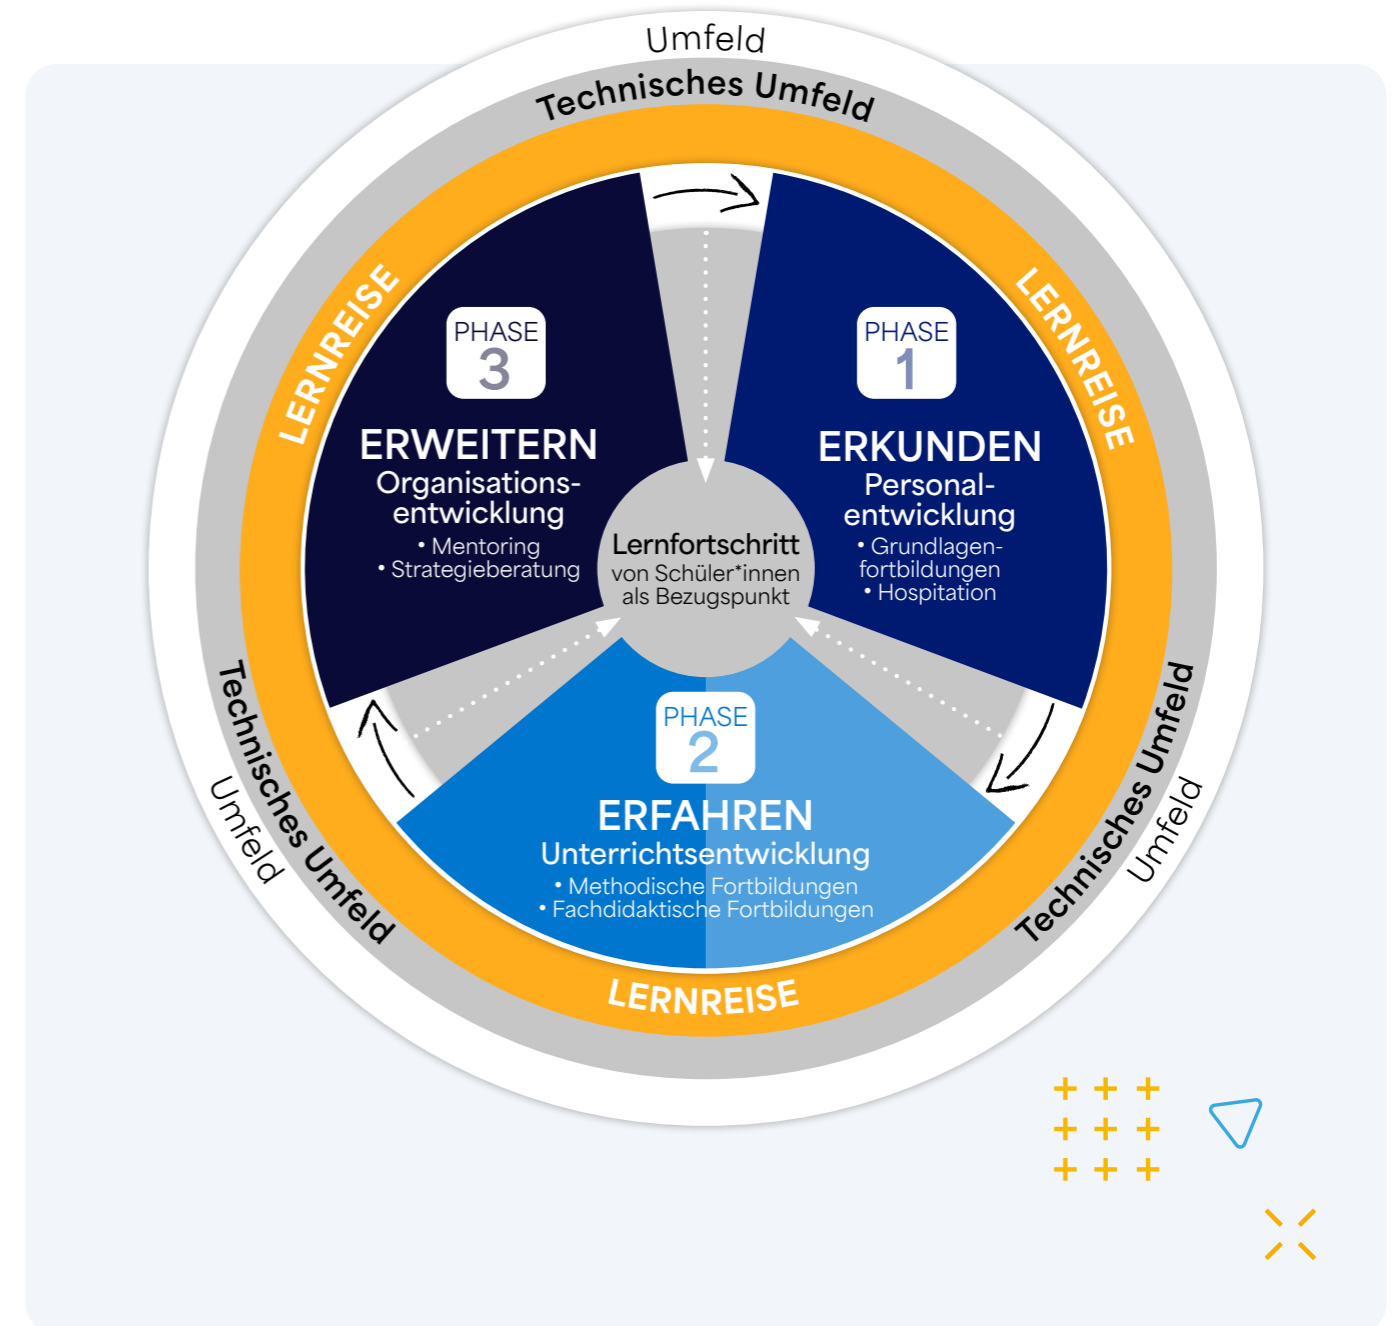 Umfeld
Technisches Umfeld
LERNREISE
LERNREISE
PHASE
3
ERWEITERN
Organisations-
entwicklung
• Mentoring
• Strategieberatung
PHASE
1
ERKUNDEN
Personal-
entwicklung
• Grundlagen-
fortbildungen
• Hospitation
Lernfortschritt
von Schüler*innen
als Bezugspunkt
PHASE
2
ERFAHREN
Unterrichtsentwicklung
• Methodische Fortbildungen
• Fachdidaktische Fortbildungen
Technisches Umfeld
Umfeld
Technisches Umfeld
Umfeld
LERNREISE